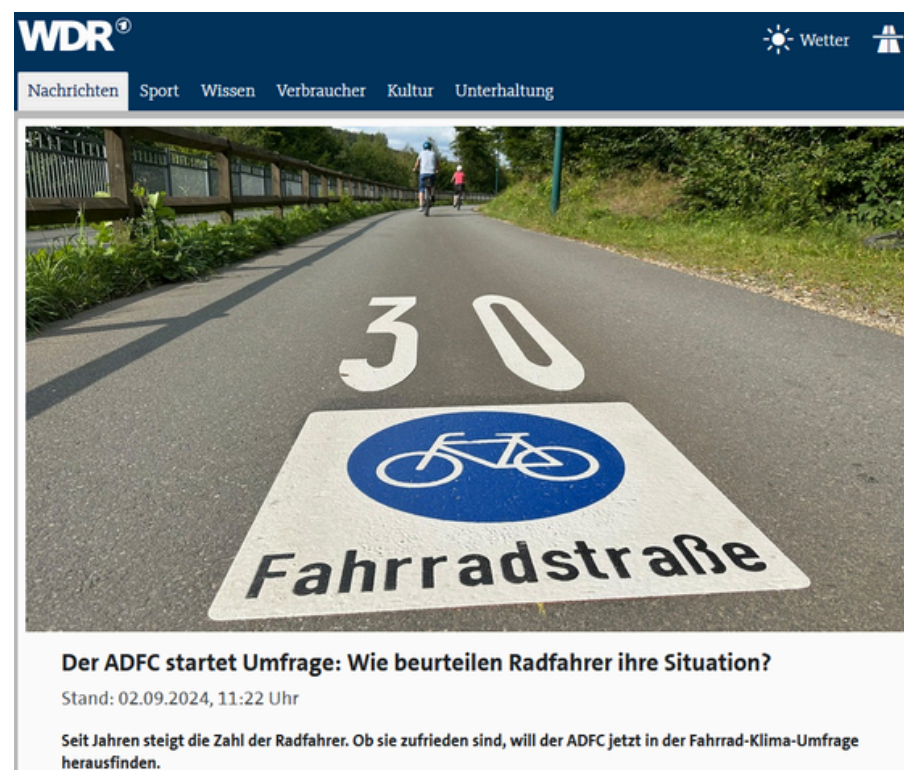 WDR
Wetter
Nachrichten Sport Wissen Verbraucher Kultur Unterhaltung
30
Fahrradstraße
Der ADFC startet Umfrage: Wie beurteilen Radfahrer ihre Situation?
Stand: 02.09.2024, 11:22 Uhr
Seit Jahren steigt die Zahl der Radfahrer. Ob sie zufrieden sind, will der ADFC jetzt in der Fahrrad-Klima-Umfrage
herausfinden.